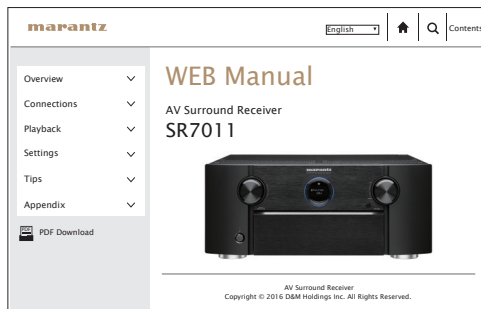 marantz
English
Contents
Overview
Connections
Playback
Settings
Tips
Appendix
PDF Download
WEB Manual
AV Surround Receiver
SR7011
marantz
AV Surround Receiver
Copyright © 2016 D&M Holdings Inc. All Rights Reserved.